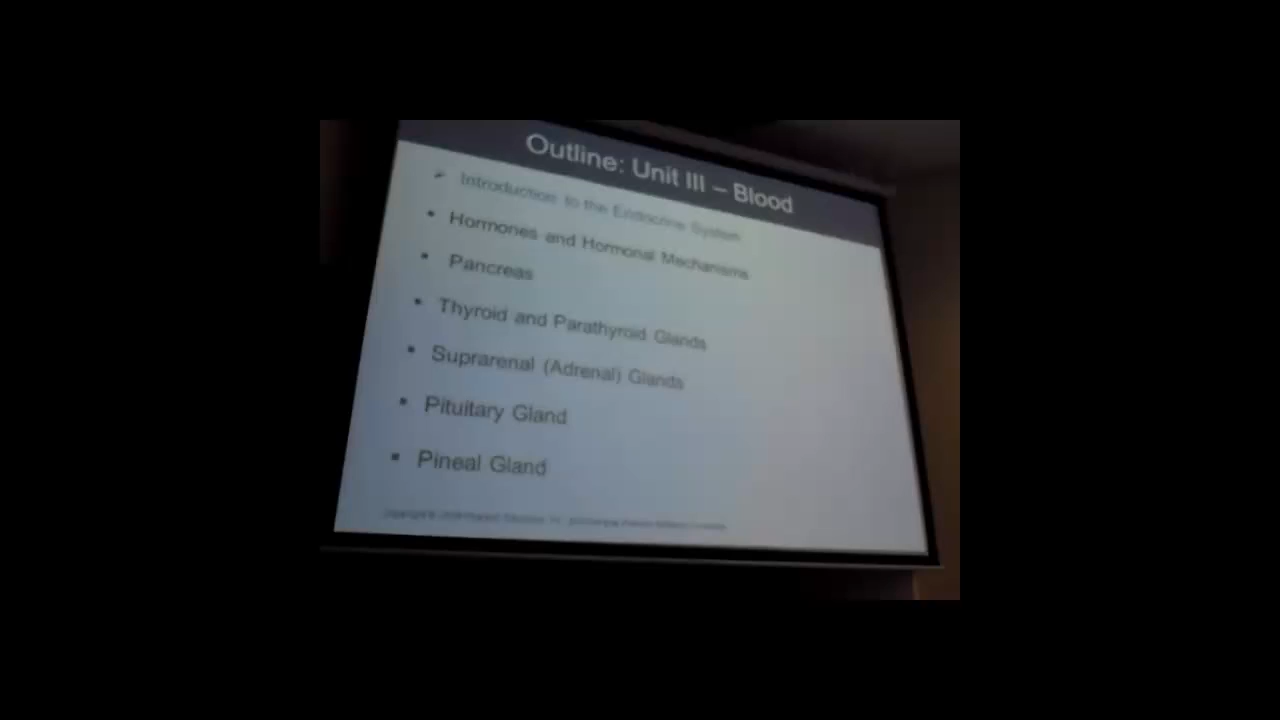 Outline: Unit III – Blood
➢ Introduction to the Endocrine System
▪ Hormones and Hormonal Mechanisms
▪ Pancreas
▪ Thyroid and Parathyroid Glands
▪ Suprarenal (Adrenal) Glands
▪ Pituitary Gland
▪ Pineal Gland
Copyright ©